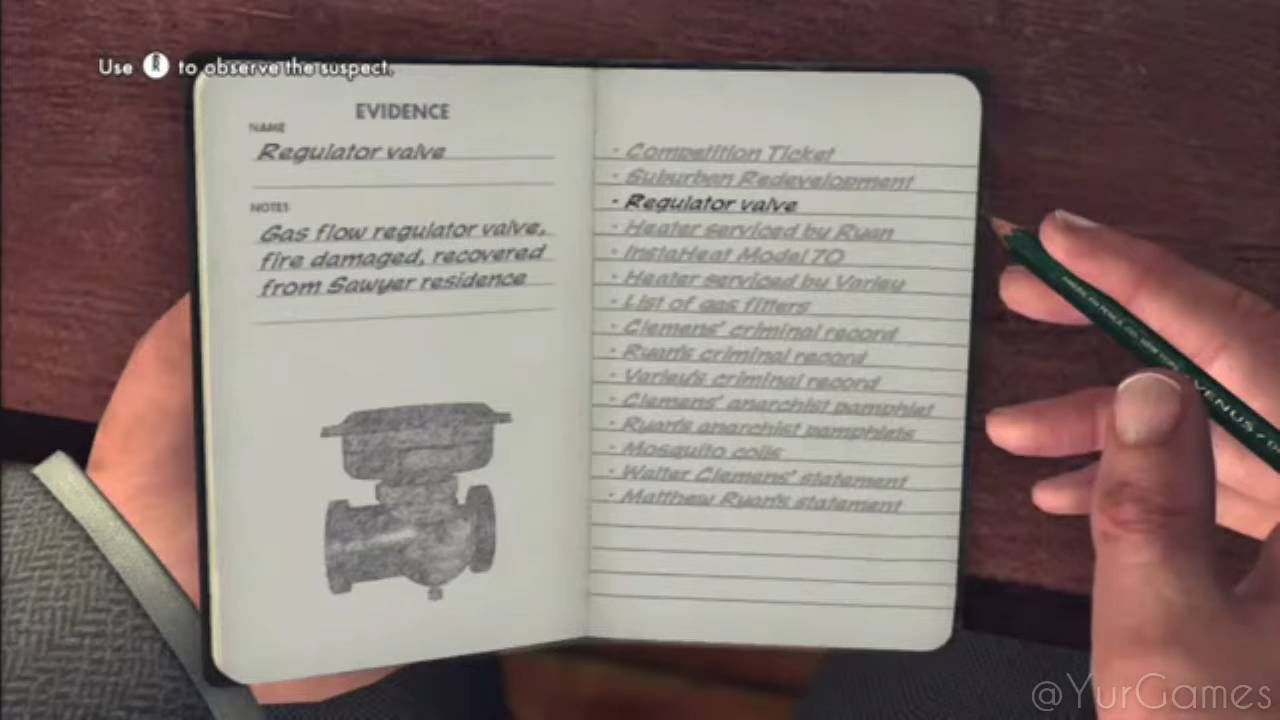 Use R to observe the suspect.
EVIDENCE
NAME
Regulator valve
NOTES
Gas flow regulator valve,
fire damaged, recovered
from Sawyer residence
- Competition Ticket
- Suburban Redevelopment
- Regulator valve
- Heater serviced by Ryan
- InstaHeat Model 70
- Heater serviced by Varley
- List of gas fitters
- Clemens' criminal record
- Ryan's criminal record
- Varley's criminal record
- Clemens' anarchist pamphlet
- Ryan's anarchist pamphlets
- Mosquito coils
- Walter Clemens' statement
- Matthew Ryan's statement
VENUS
@YurGames